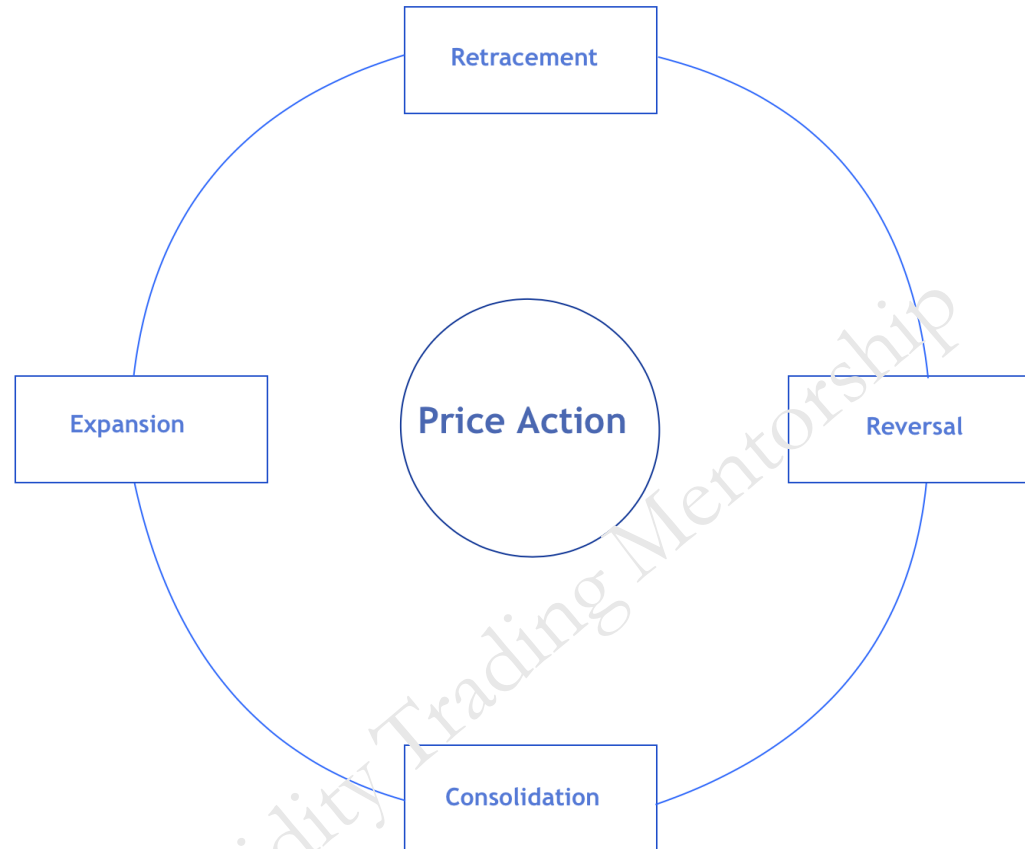 Retracement
Expansion
Price Action
Reversal
Consolidation
Trading Mentorship